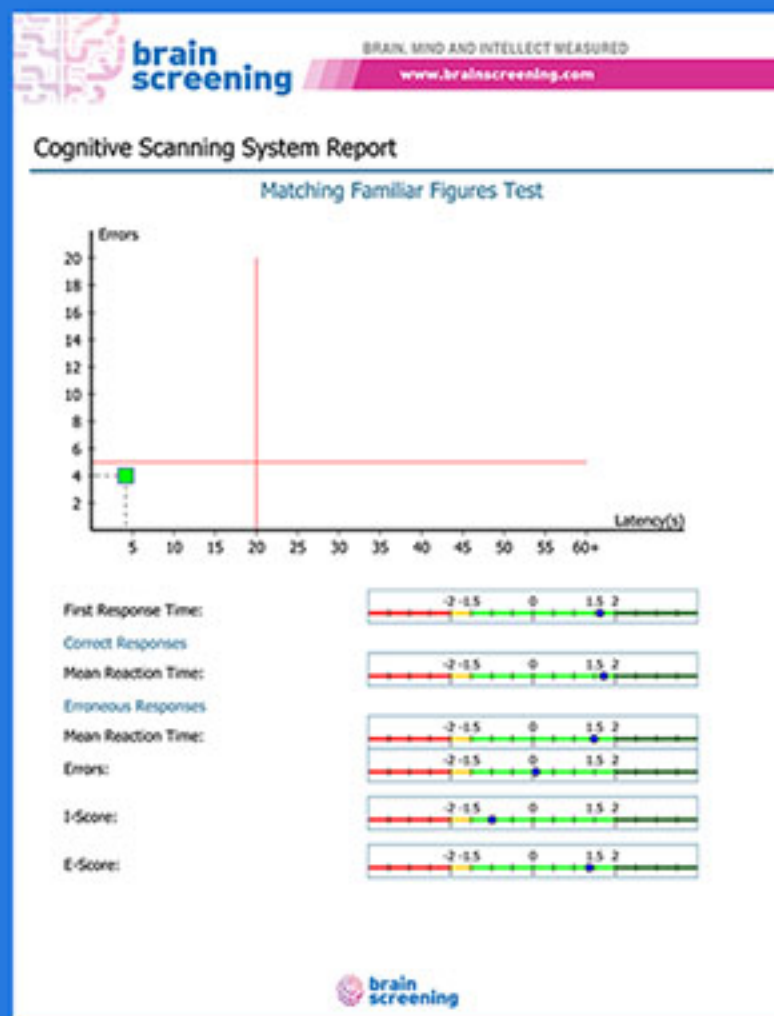 brain
screening
BRAIN, MIND AND INTELLECT MEASURED
www.brainscreening.com
Cognitive Scanning System Report
Matching Familiar Figures Test
Errors
20
18
16
14
12
10
8
6
4
2
Latency(s)
5 10 15 20 25 30 35 40 45 50 55 60+
First Response Time:
-2 -1.5 0 1.5 2
Correct Responses
Mean Reaction Time:
-2 -1.5 0 1.5 2
Erroneous Responses
Mean Reaction Time:
-2 -1.5 0 1.5 2
Errors:
-2 -1.5 0 1.5 2
I-Score:
-2 -1.5 0 1.5 2
E-Score:
-2 -1.5 0 1.5 2
brain
screening